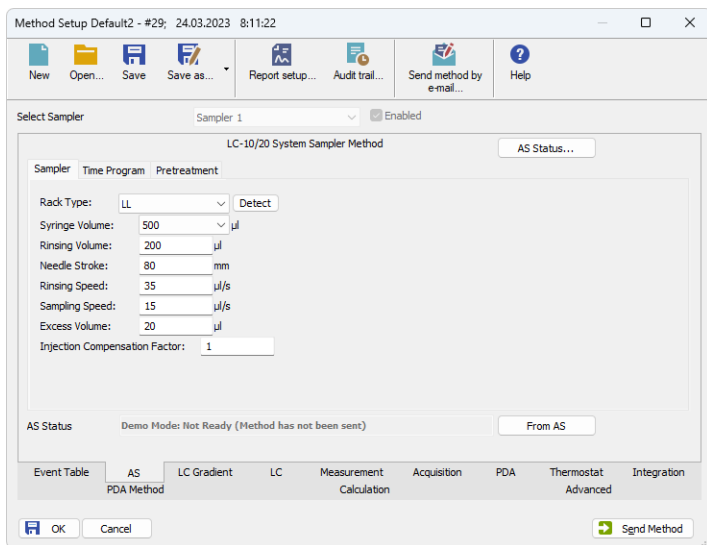 Method Setup Default2 - #29; 24.03.2023 8:11:22
New Open... Save Save as... Report setup... Audit trail... Send method by e-mail... Help
Select Sampler Sampler 1 Enabled
LC-10/20 System Sampler Method AS Status...
Sampler Time Program Pretreatment
Rack Type: LL Detect
Syringe Volume: 500 µl
Rinsing Volume: 200 µl
Needle Stroke: 80 mm
Rinsing Speed: 35 µl/s
Sampling Speed: 15 µl/s
Excess Volume: 20 µl
Injection Compensation Factor: 1
AS Status Demo Mode: Not Ready (Method has not been sent) From AS
Event Table AS LC Gradient LC Measurement Acquisition PDA Thermostat Integration
PDA Method Calculation Advanced
OK Cancel Send Method